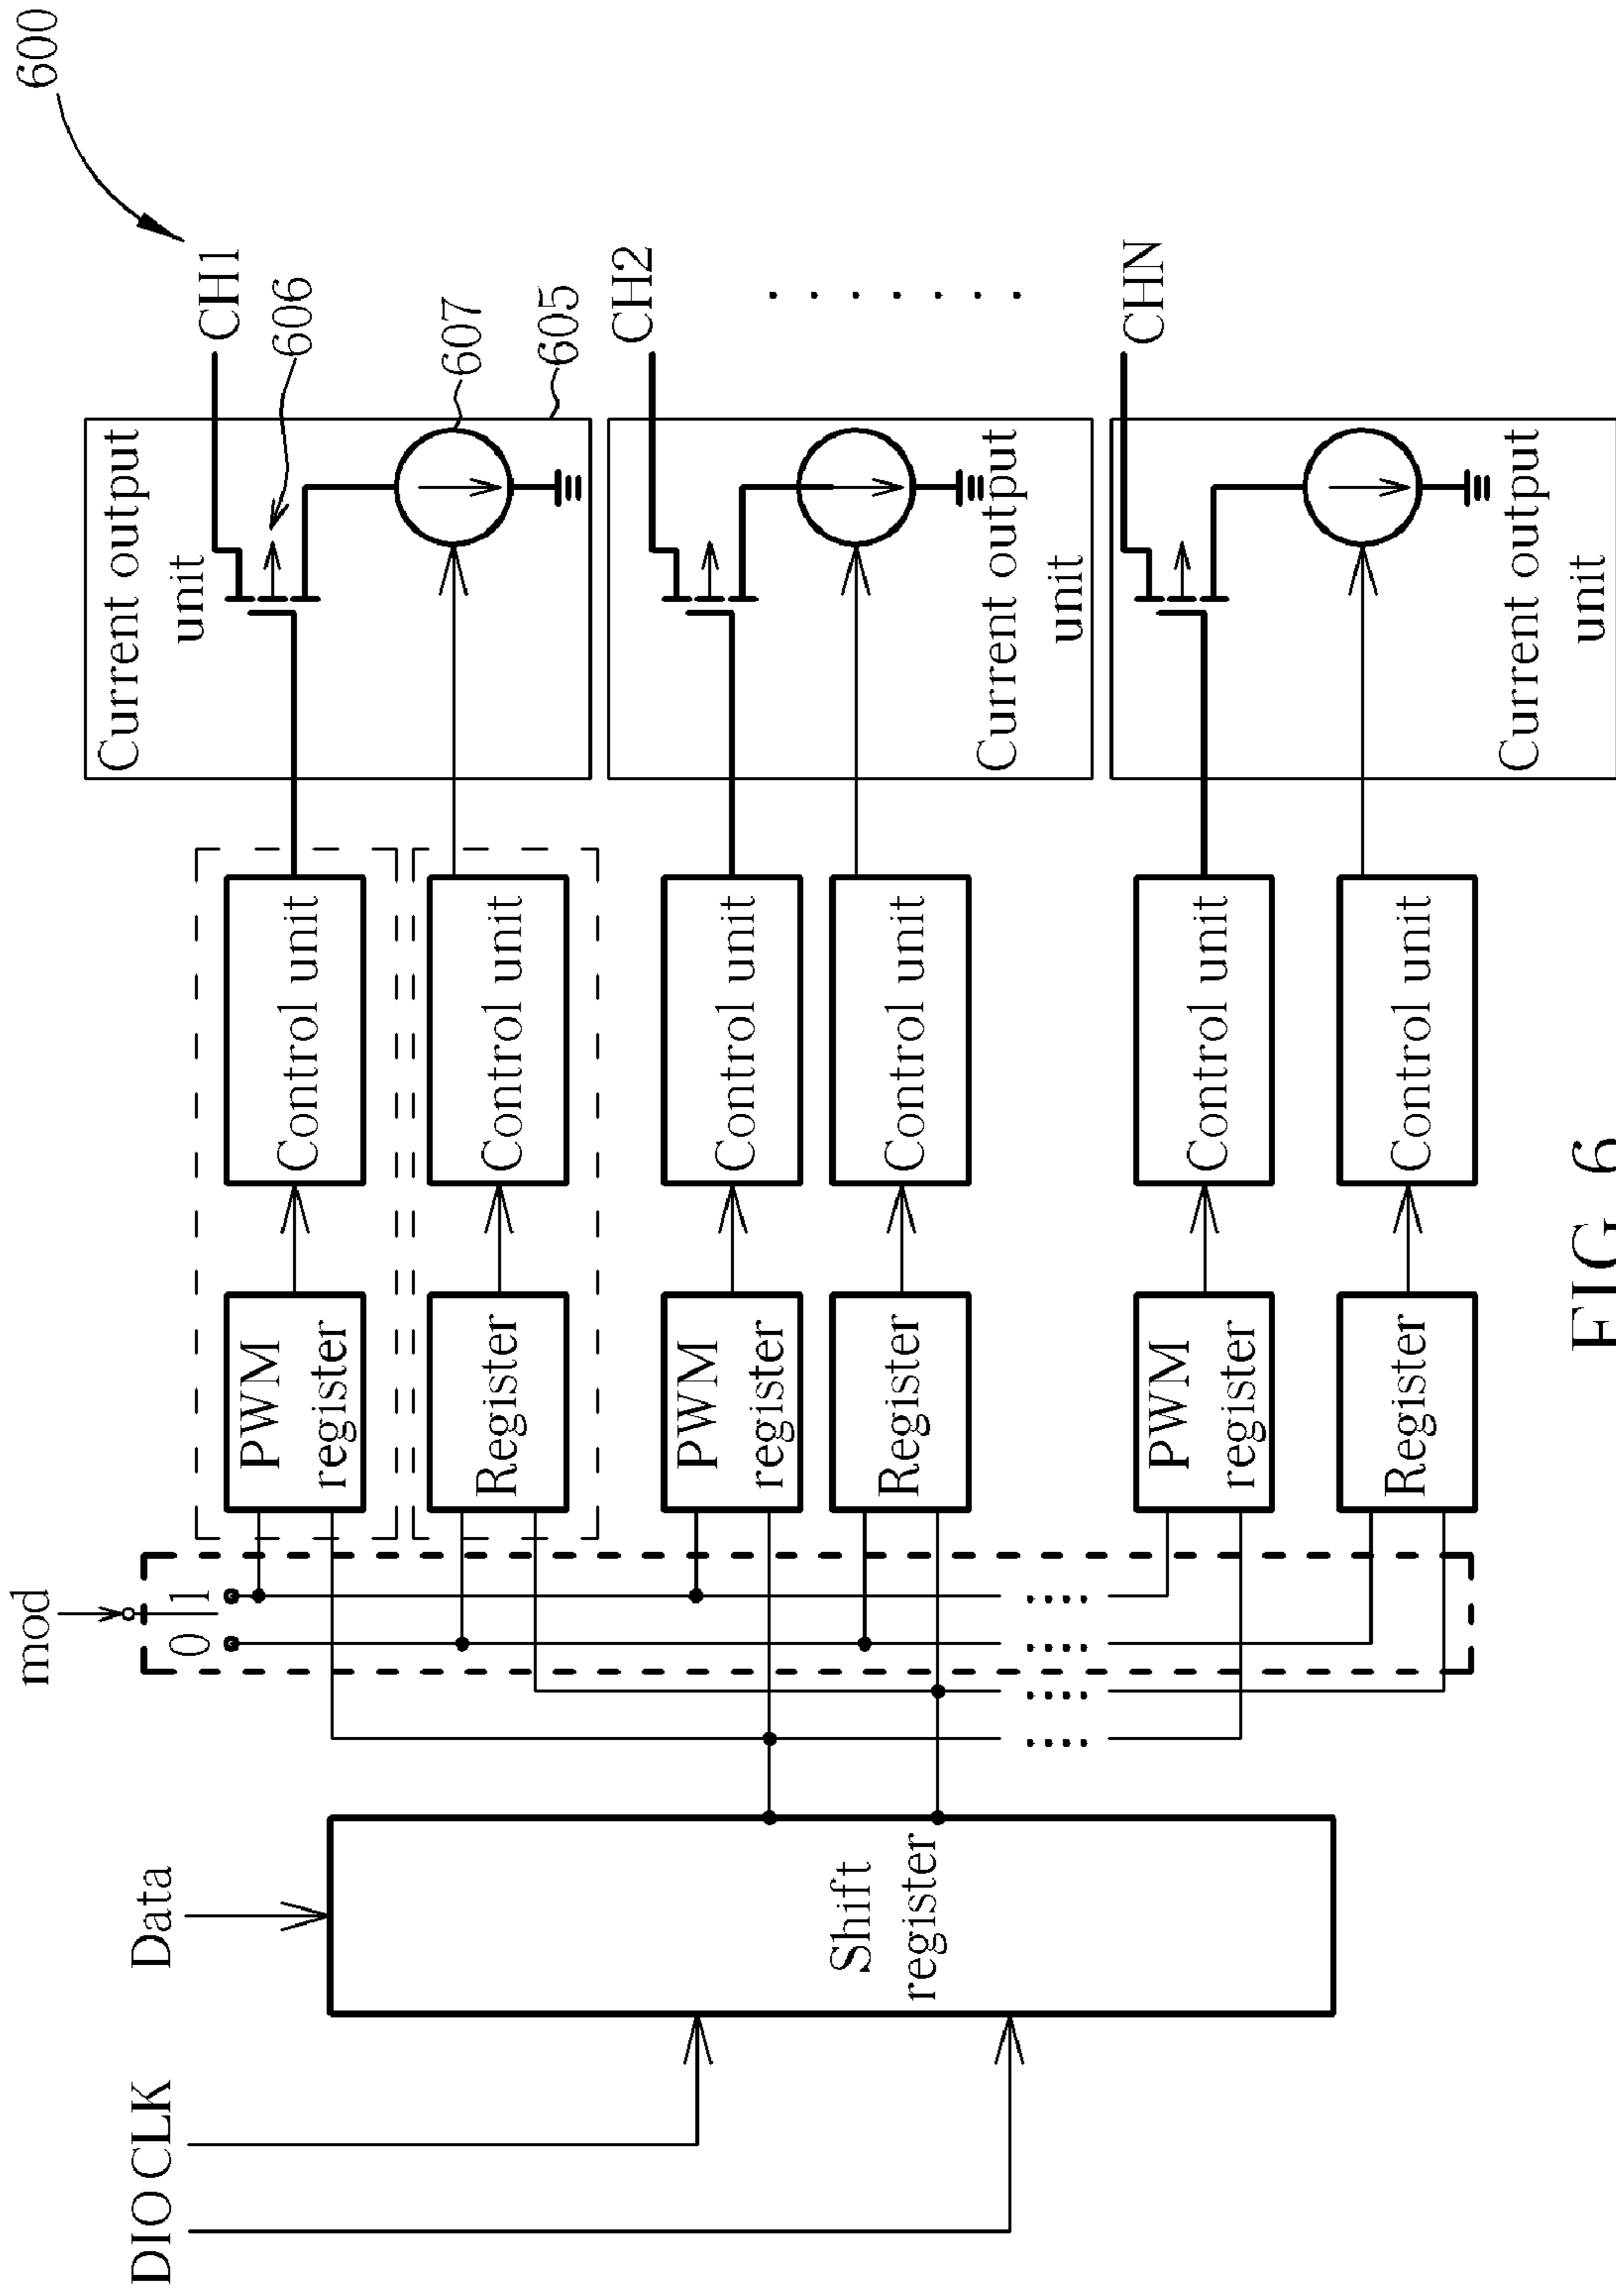 600
mod
0
1
Data
DIO
CLK
Shift
register
PWM
register
Control unit
Current output
unit
CH1
606
607
605
Register
Control unit
PWM
register
Control unit
Current output
unit
CH2
Register
Control unit
PWM
register
Control unit
Current output
unit
CHN
Register
Control unit
FIG. 6